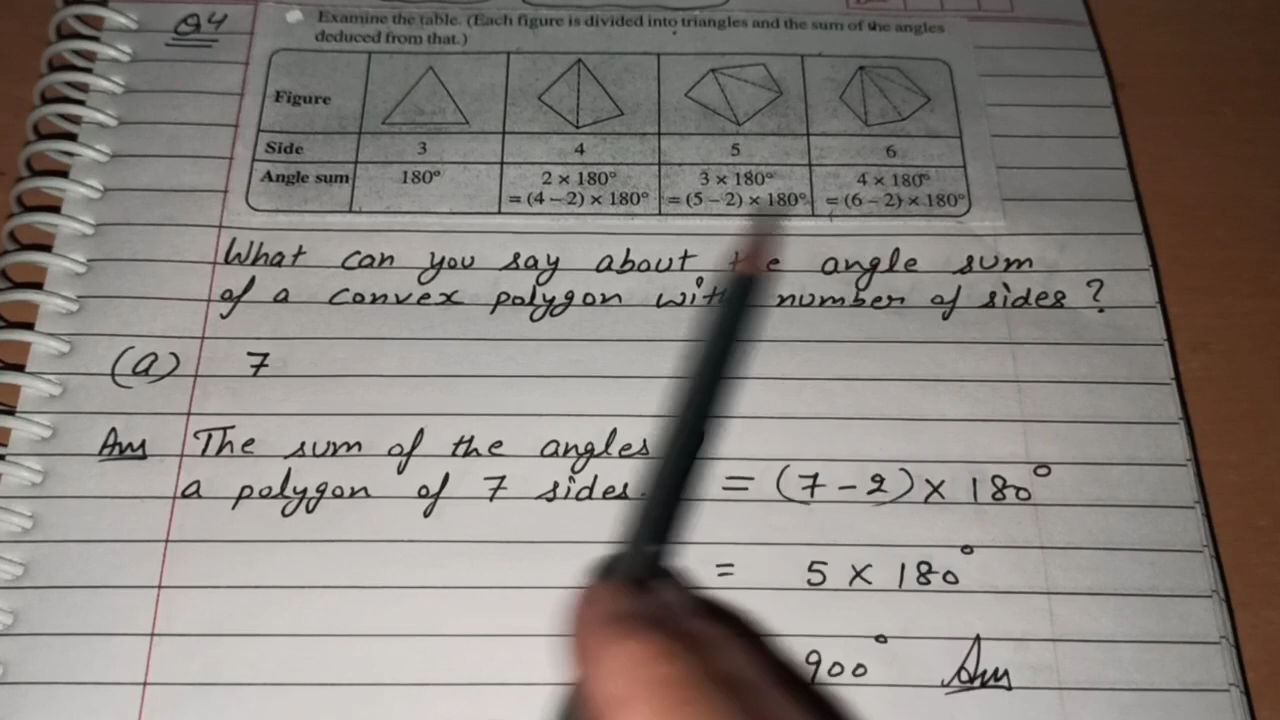 Q4
Examine the table. (Each figure is divided into triangles and the sum of the angles
deduced from that.)
Figure
Side 3 4 5 6
Angle sum 180° 2 × 180° 3 × 180° 4 × 180°
= (4 – 2) × 180° = (5 – 2) × 180° = (6 – 2) × 180°
What can you say about the angle sum
of a convex polygon with number of sides ?
(a) 7
Ans The sum of the angles
a polygon of 7 sides. = (7 - 2) × 180°
= 5 × 180°
900° Ans